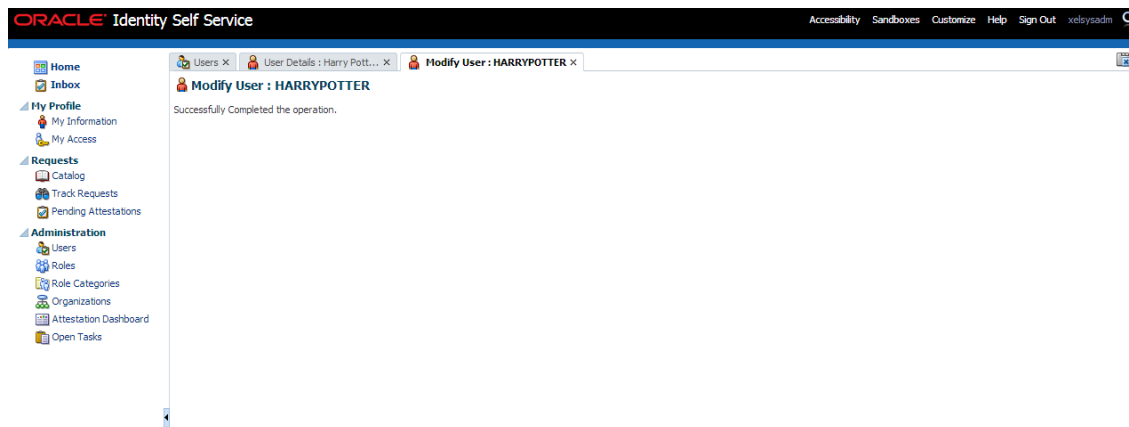 ORACLE Identity Self Service
Accessibility Sandboxes Customize Help Sign Out xelsysadm
Home
Inbox
My Profile
My Information
My Access
Requests
Catalog
Track Requests
Pending Attestations
Administration
Users
Roles
Role Categories
Organizations
Attestation Dashboard
Open Tasks
Users × User Details : Harry Pott... × Modify User : HARRYPOTTER ×
Modify User : HARRYPOTTER
Successfully Completed the operation.